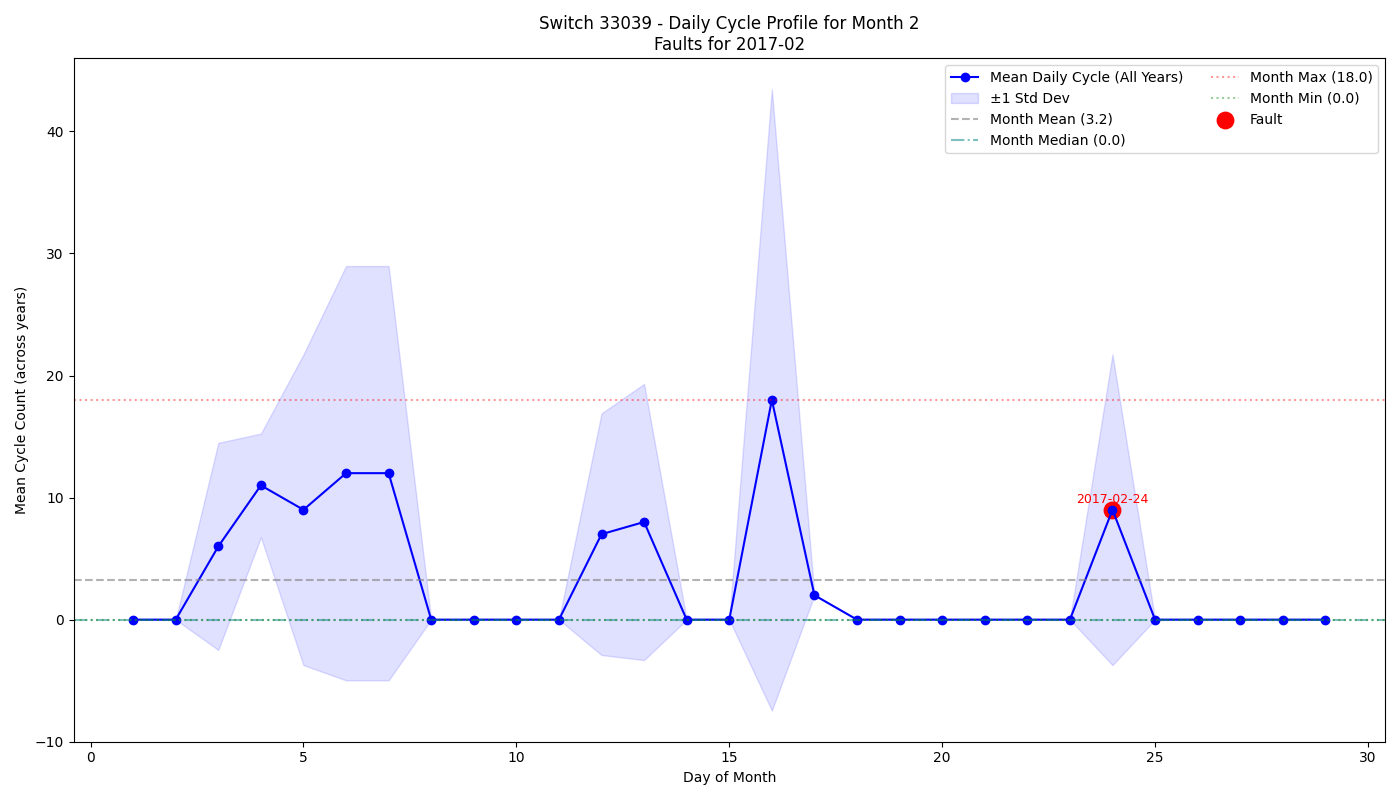 Switch 33039 - Daily Cycle Profile for Month 2
Faults for 2017-02
Mean Daily Cycle (All Years)
±1 Std Dev
Month Mean (3.2)
Month Median (0.0)
Month Max (18.0)
Month Min (0.0)
Fault
Mean Cycle Count (across years)
40
30
20
10
0
−10
2017-02-24
0
5
10
15
20
25
30
Day of Month